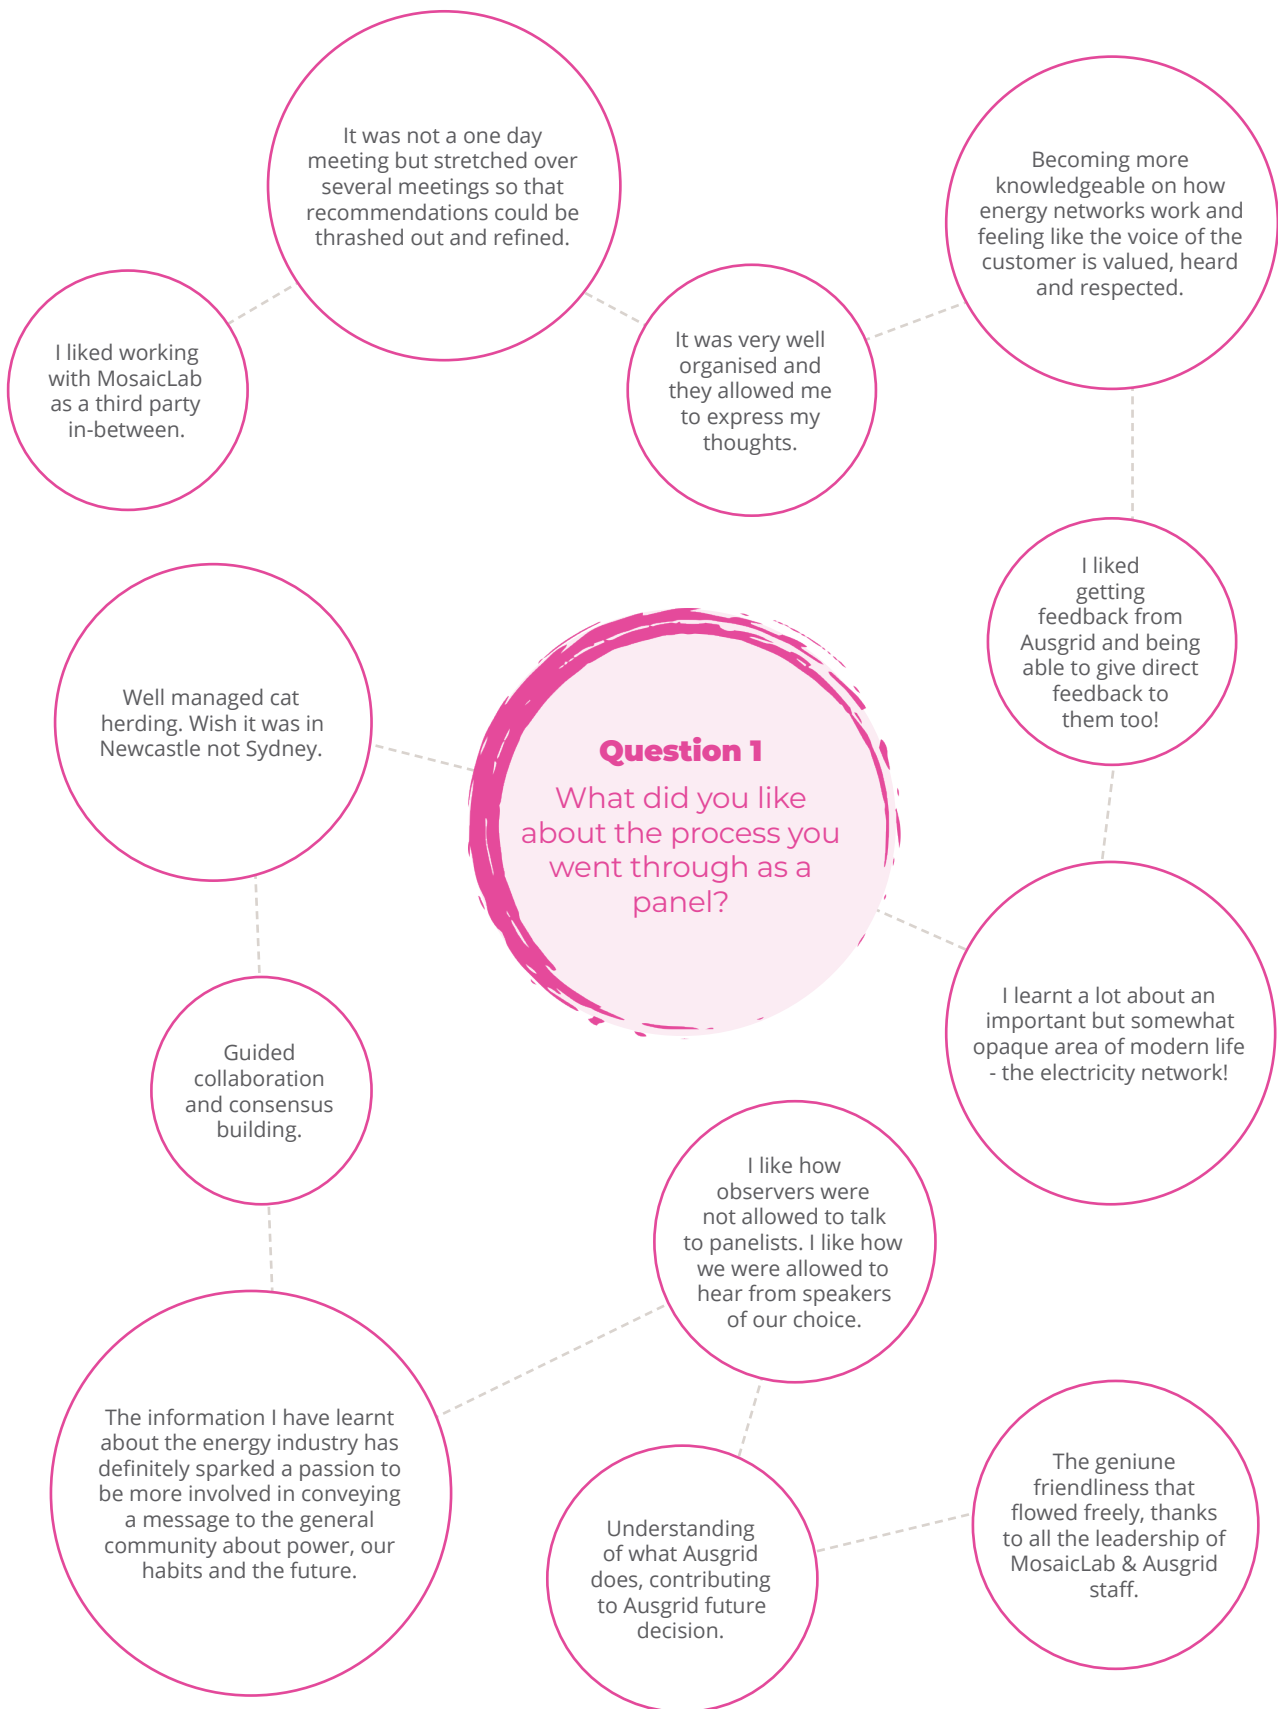 It was not a one day
meeting but stretched over
several meetings so that
recommendations could be
thrashed out and refined.
Becoming more
knowledgeable on how
energy networks work and
feeling like the voice of the
customer is valued, heard
and respected.
I liked working
with MosaicLab
as a third party
in-between.
It was very well
organised and
they allowed me
to express my
thoughts.
I liked
getting
feedback from
Ausgrid and being
able to give direct
feedback to
them too!
Well managed cat
herding. Wish it was in
Newcastle not Sydney.
Question 1
What did you like
about the process you
went through as a
panel?
I learnt a lot about an
important but somewhat
opaque area of modern life
- the electricity network!
Guided
collaboration
and consensus
building.
I like how
observers were
not allowed to talk
to panelists. I like how
we were allowed to
hear from speakers
of our choice.
The information I have learnt
about the energy industry has
definitely sparked a passion to
be more involved in conveying
a message to the general
community about power, our
habits and the future.
Understanding
of what Ausgrid
does, contributing
to Ausgrid future
decision.
The geniune
friendliness that
flowed freely, thanks
to all the leadership of
MosaicLab & Ausgrid
staff.